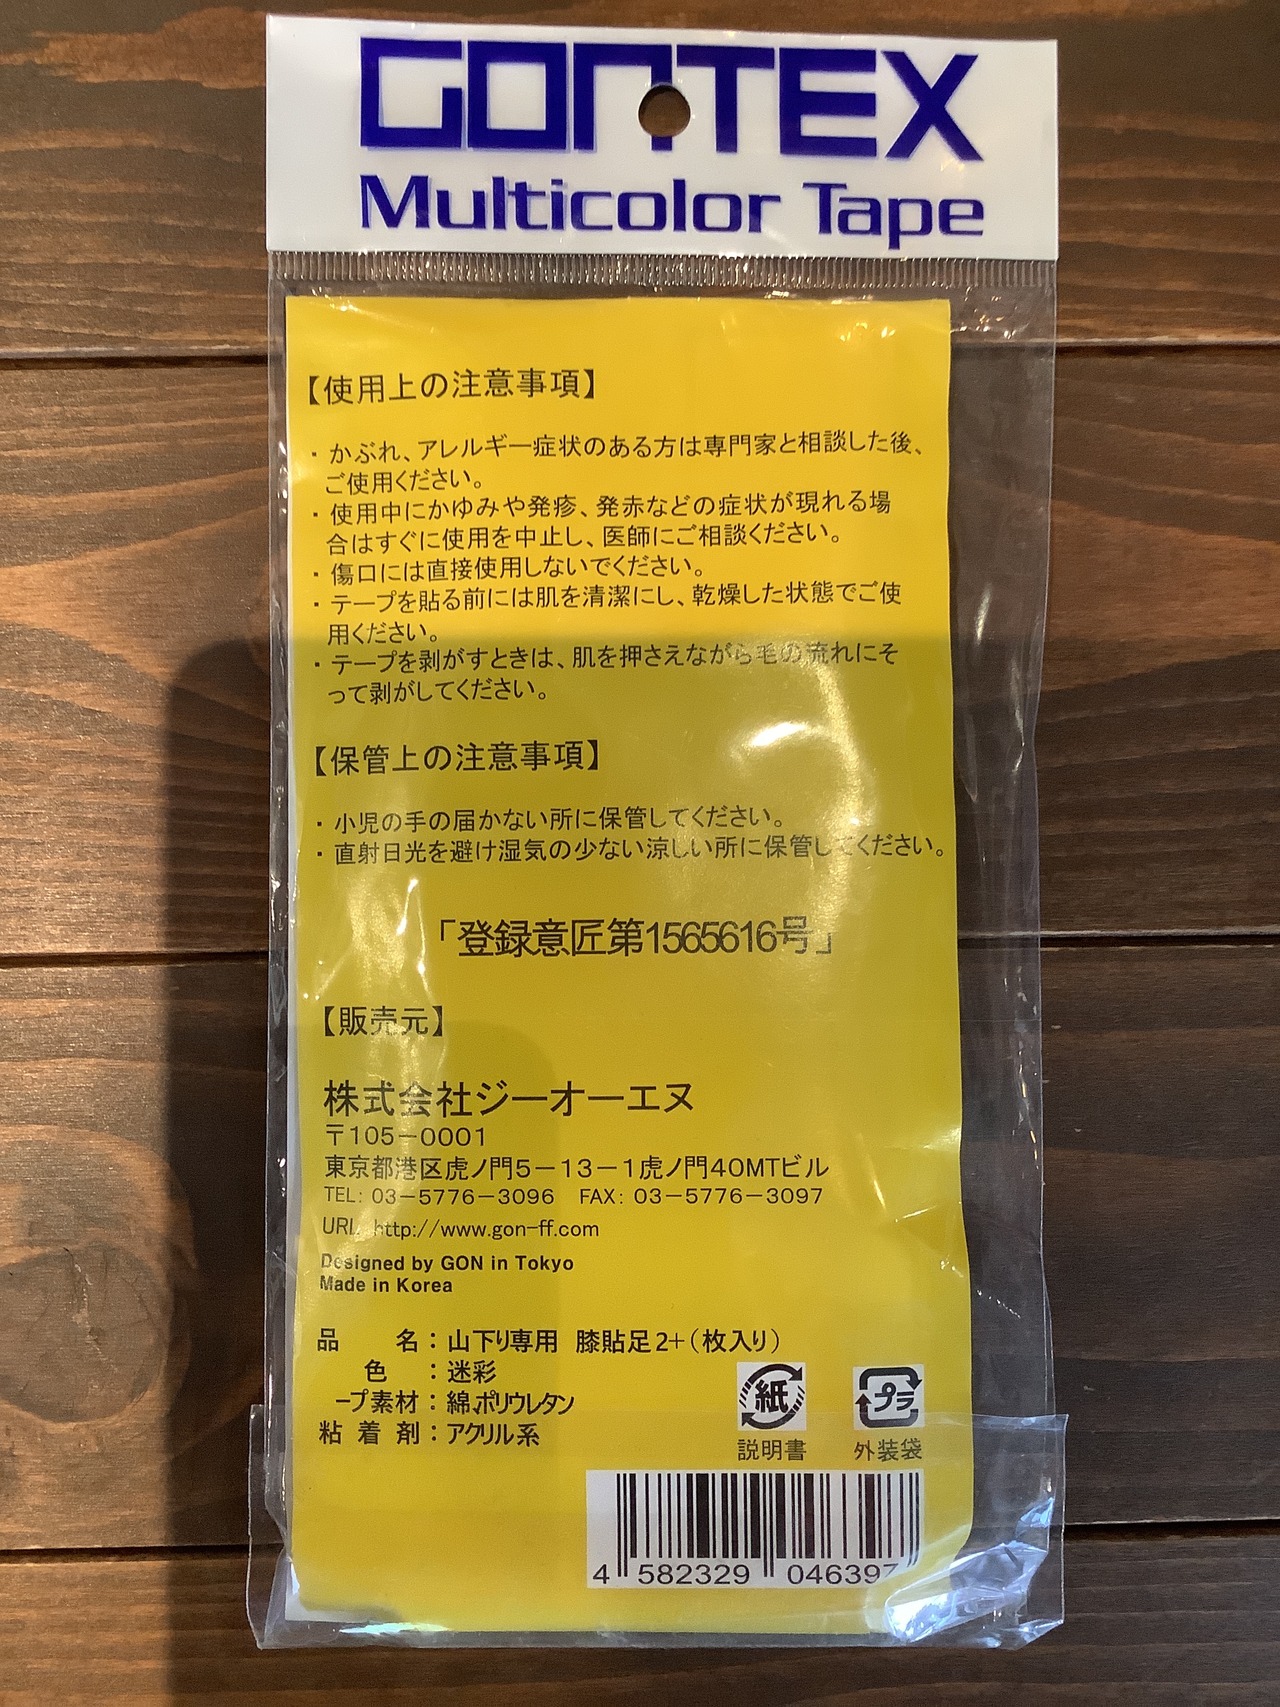 GONTEX
Multicolor Tape
【使用上の注意事項】
・かぶれ、アレルギー症状のある方は専門家と相談した後、
ご使用ください。
・使用中にかゆみや発疹、発赤などの症状が現れる場
合はすぐに使用を中止し、医師にご相談ください。
・傷口には直接使用しないでください。
・テープを貼る前には肌を清潔にし、乾燥した状態でご使
用ください。
・テープを剥がすときは、肌を押さえながら毛の流れにそ
って剥がしてください。
【保管上の注意事項】
・小児の手の届かない所に保管してください。
・直射日光を避け湿気の少ない涼しい所に保管してください。
「登録意匠第1565616号」
【販売元】
株式会社ジーオーエヌ
〒105－0001
東京都港区虎ノ門5－13－1虎ノ門40MTビル
TEL: 03－5776－3096 FAX: 03－5776－3097
URL http://www.gon-ff.com
Designed by GON in Tokyo
Made in Korea
品 名：山下り専用 膝貼足2+（枚入り）
色 ：迷彩
ープ素材：綿、ポリウレタン
粘 着 剤：アクリル系
紙 プラ
説明書 外装袋
4 582329 046397